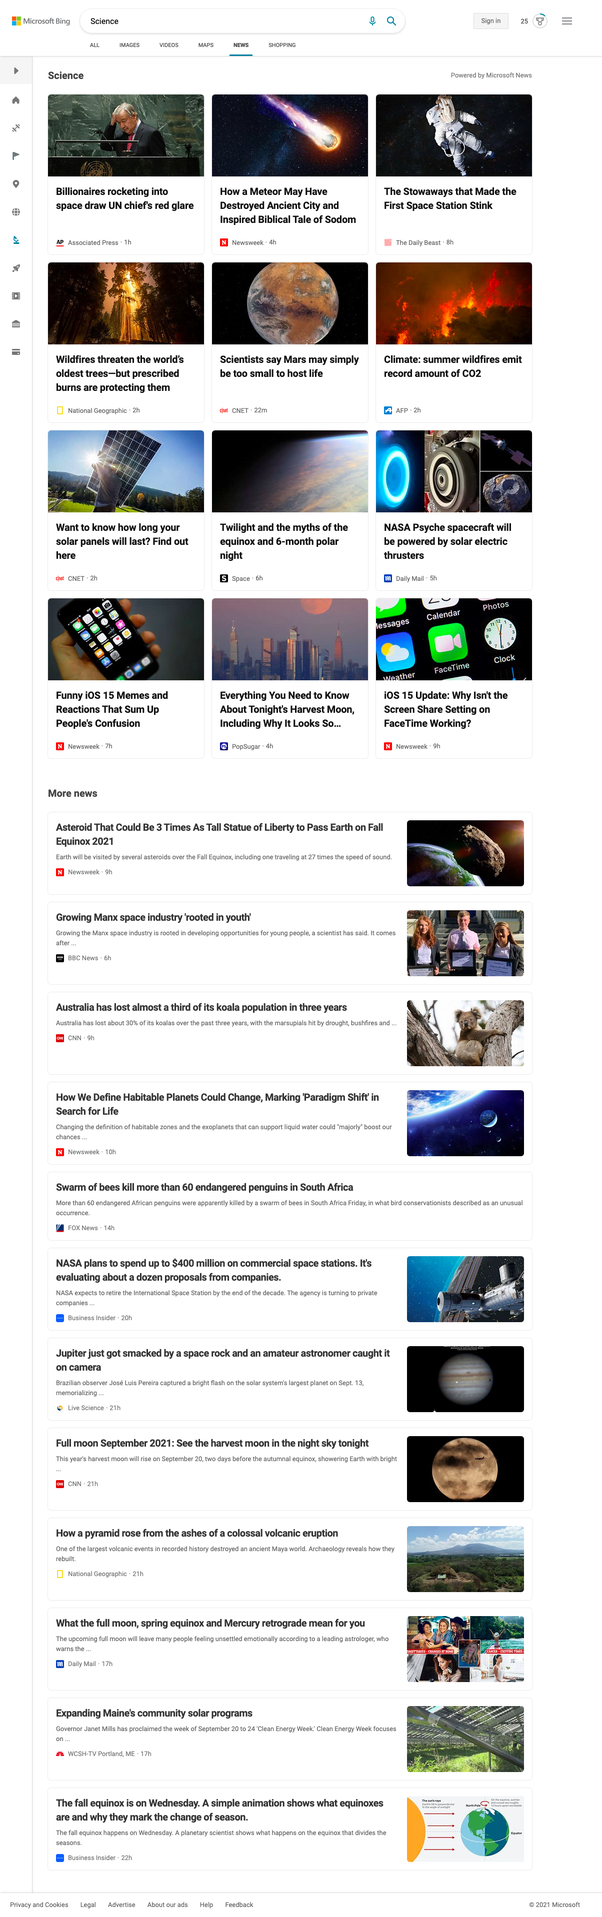 Microsoft Bing
Science
Sign in
25
ALL
IMAGES
VIDEOS
MAPS
NEWS
SHOPPING
Science
Powered by Microsoft News
Billionaires rocketing into
space draw UN chief's red glare
AP Associated Press · 1h
How a Meteor May Have
Destroyed Ancient City and
Inspired Biblical Tale of Sodom
N Newsweek · 4h
The Stowaways that Made the
First Space Station Stink
The Daily Beast · 8h
Wildfires threaten the world's
oldest trees—but prescribed
burns are protecting them
National Geographic · 2h
Scientists say Mars may simply
be too small to host life
CNET · 22m
Climate: summer wildfires emit
record amount of CO2
AFP · 2h
Want to know how long your
solar panels will last? Find out
here
CNET · 2h
Twilight and the myths of the
equinox and 6-month polar
night
S Space · 6h
NASA Psyche spacecraft will
be powered by solar electric
thrusters
Daily Mail · 5h
Messages
Calendar
Photos
Weather
FaceTime
Clock
Funny iOS 15 Memes and
Reactions That Sum Up
People's Confusion
N Newsweek · 7h
Everything You Need to Know
About Tonight's Harvest Moon,
Including Why It Looks So...
PopSugar · 4h
iOS 15 Update: Why Isn't the
Screen Share Setting on
FaceTime Working?
N Newsweek · 9h
More news
Asteroid That Could Be 3 Times As Tall Statue of Liberty to Pass Earth on Fall
Equinox 2021
Earth will be visited by several asteroids over the Fall Equinox, including one traveling at 27 times the speed of sound.
N Newsweek · 9h
Growing Manx space industry 'rooted in youth'
Growing the Manx space industry is rooted in developing opportunities for young people, a scientist has said. It comes
after ...
BBC News · 6h
Australia has lost almost a third of its koala population in three years
Australia has lost about 30% of its koalas over the past three years, with the marsupials hit by drought, bushfires and ...
CNN · 9h
How We Define Habitable Planets Could Change, Marking 'Paradigm Shift' in
Search for Life
Changing the definition of habitable zones and the exoplanets that can support liquid water could "majorly" boost our
chances ...
N Newsweek · 10h
Swarm of bees kill more than 60 endangered penguins in South Africa
More than 60 endangered African penguins were apparently killed by a swarm of bees in South Africa Friday, in what bird conservationists described as an unusual
occurrence.
FOX News · 14h
NASA plans to spend up to $400 million on commercial space stations. It's
evaluating about a dozen proposals from companies.
NASA expects to retire the International Space Station by the end of the decade. The agency is turning to private
companies ...
Business Insider · 20h
Jupiter just got smacked by a space rock and an amateur astronomer caught it
on camera
Brazilian observer José Luis Pereira captured a bright flash on the solar system's largest planet on Sept. 13,
memorializing ...
Live Science · 21h
Full moon September 2021: See the harvest moon in the night sky tonight
This year's harvest moon will rise on September 20, two days before the autumnal equinox, showering Earth with bright
...
CNN · 21h
How a pyramid rose from the ashes of a colossal volcanic eruption
One of the largest volcanic events in recorded history destroyed an ancient Maya world. Archaeology reveals how they
rebuilt.
National Geographic · 21h
What the full moon, spring equinox and Mercury retrograde mean for you
The upcoming full moon will leave many people feeling unsettled emotionally according to a leading astrologer, who
warns the ...
Daily Mail · 17h
Expanding Maine's community solar programs
Governor Janet Mills has proclaimed the week of September 20 to 24 'Clean Energy Week.' Clean Energy Week focuses
on ...
WCSH-TV Portland, ME · 17h
The fall equinox is on Wednesday. A simple animation shows what equinoxes
are and why they mark the change of season.
The fall equinox happens on Wednesday. A planetary scientist shows what happens on the equinox that divides the
seasons.
Business Insider · 22h
Privacy and Cookies
Legal
Advertise
About our ads
Help
Feedback
© 2021 Microsoft